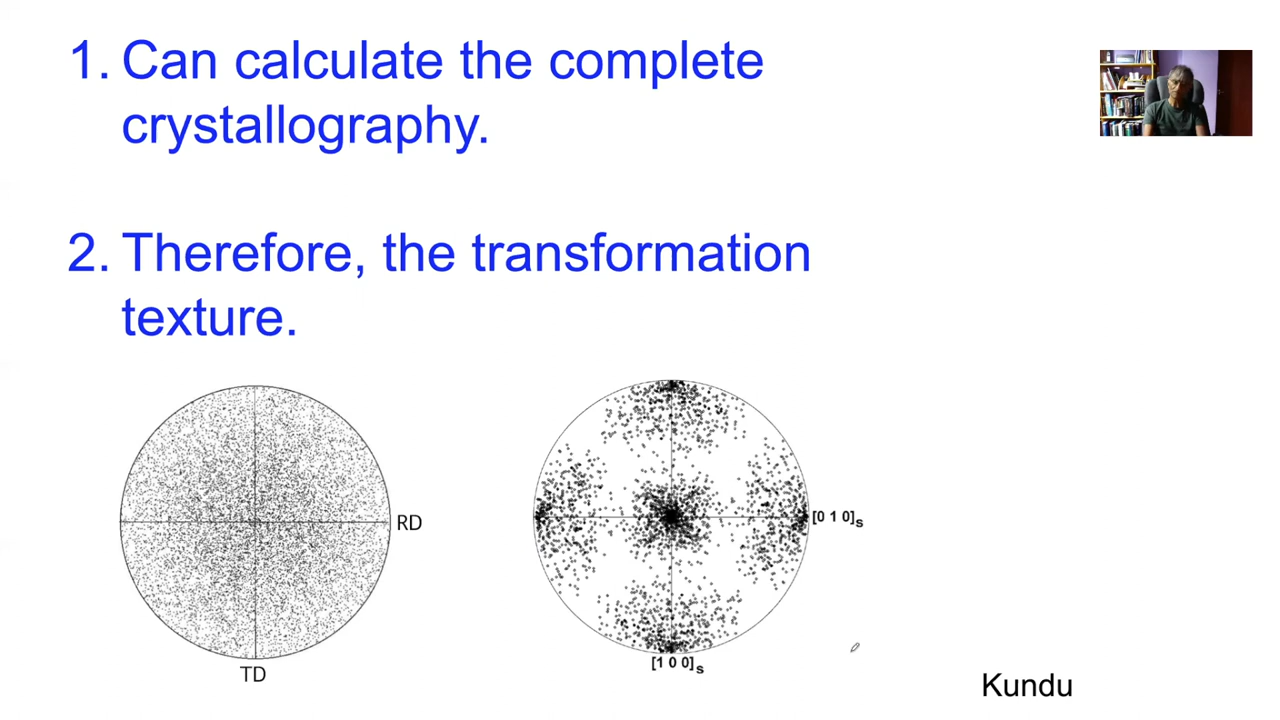 1. Can calculate the complete
crystallography.
2. Therefore, the transformation
texture.
RD
TD
[0 1 0]s
[1 0 0]s
Kundu